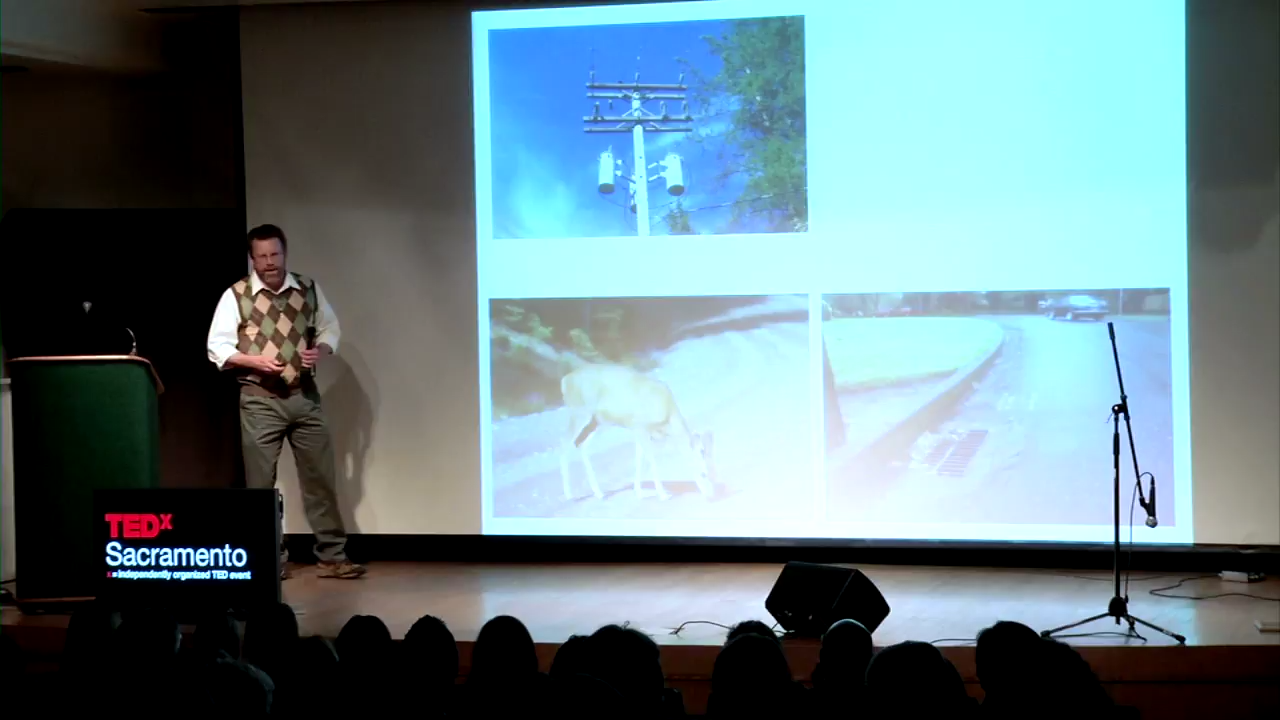 TEDx
Sacramento
x = independently organized TED event